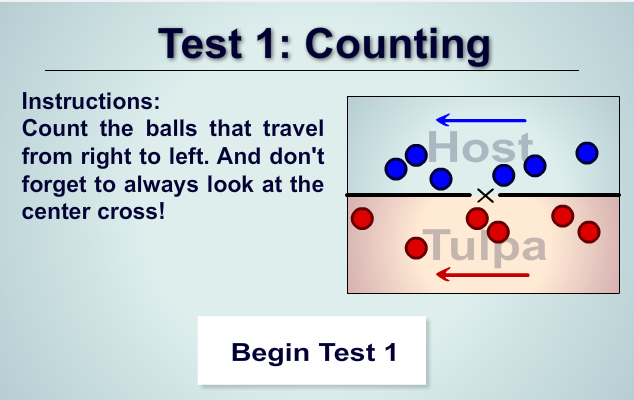 Test 1: Counting
Instructions:
Count the balls that travel
from right to left. And don't
forget to always look at the
center cross!
Host
Tulpa
Begin Test 1